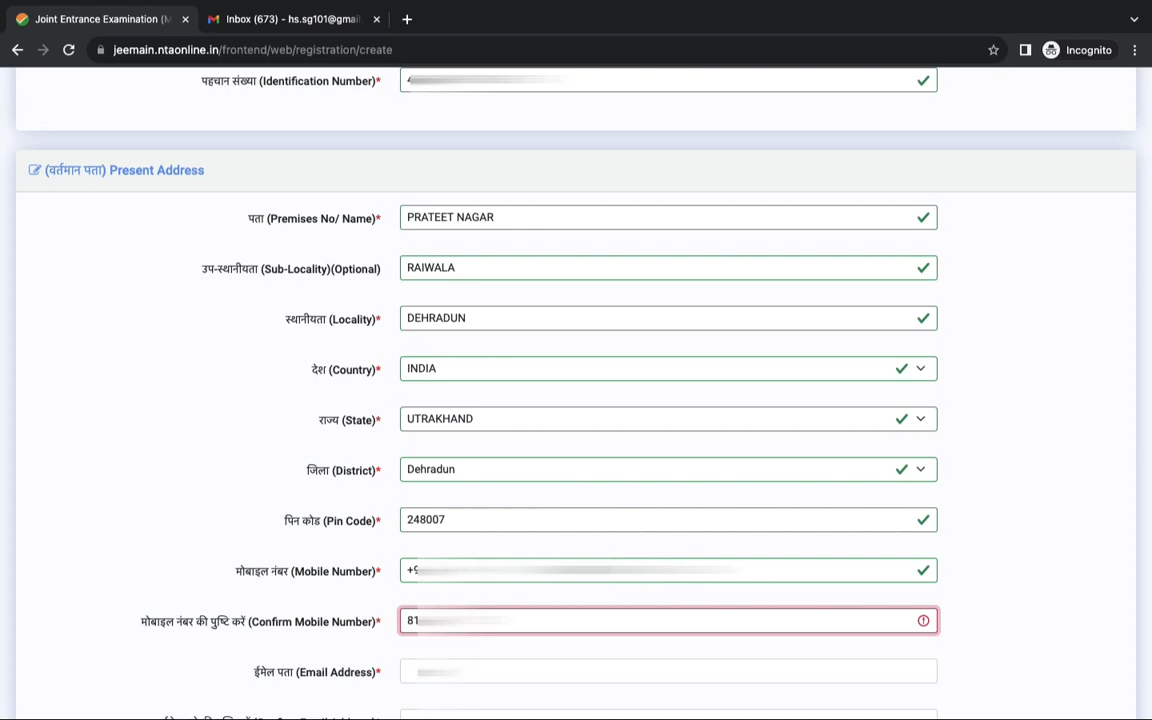 Joint Entrance Examination (M
Inbox (673) - hs.sg101@gmai
jeemain.ntaonline.in/frontend/web/registration/create
Incognito
पहचान संख्या (Identification Number)*
(वर्तमान पता) Present Address
पता (Premises No/ Name)* PRATEET NAGAR
उप-स्थानीयता (Sub-Locality)(Optional) RAIWALA
स्थानीयता (Locality)* DEHRADUN
देश (Country)* INDIA
राज्य (State)* UTRAKHAND
जिला (District)* Dehradun
पिन कोड (Pin Code)* 248007
मोबाइल नंबर (Mobile Number)* +9
मोबाइल नंबर की पुष्टि करें (Confirm Mobile Number)* 81
ईमेल पता (Email Address)*